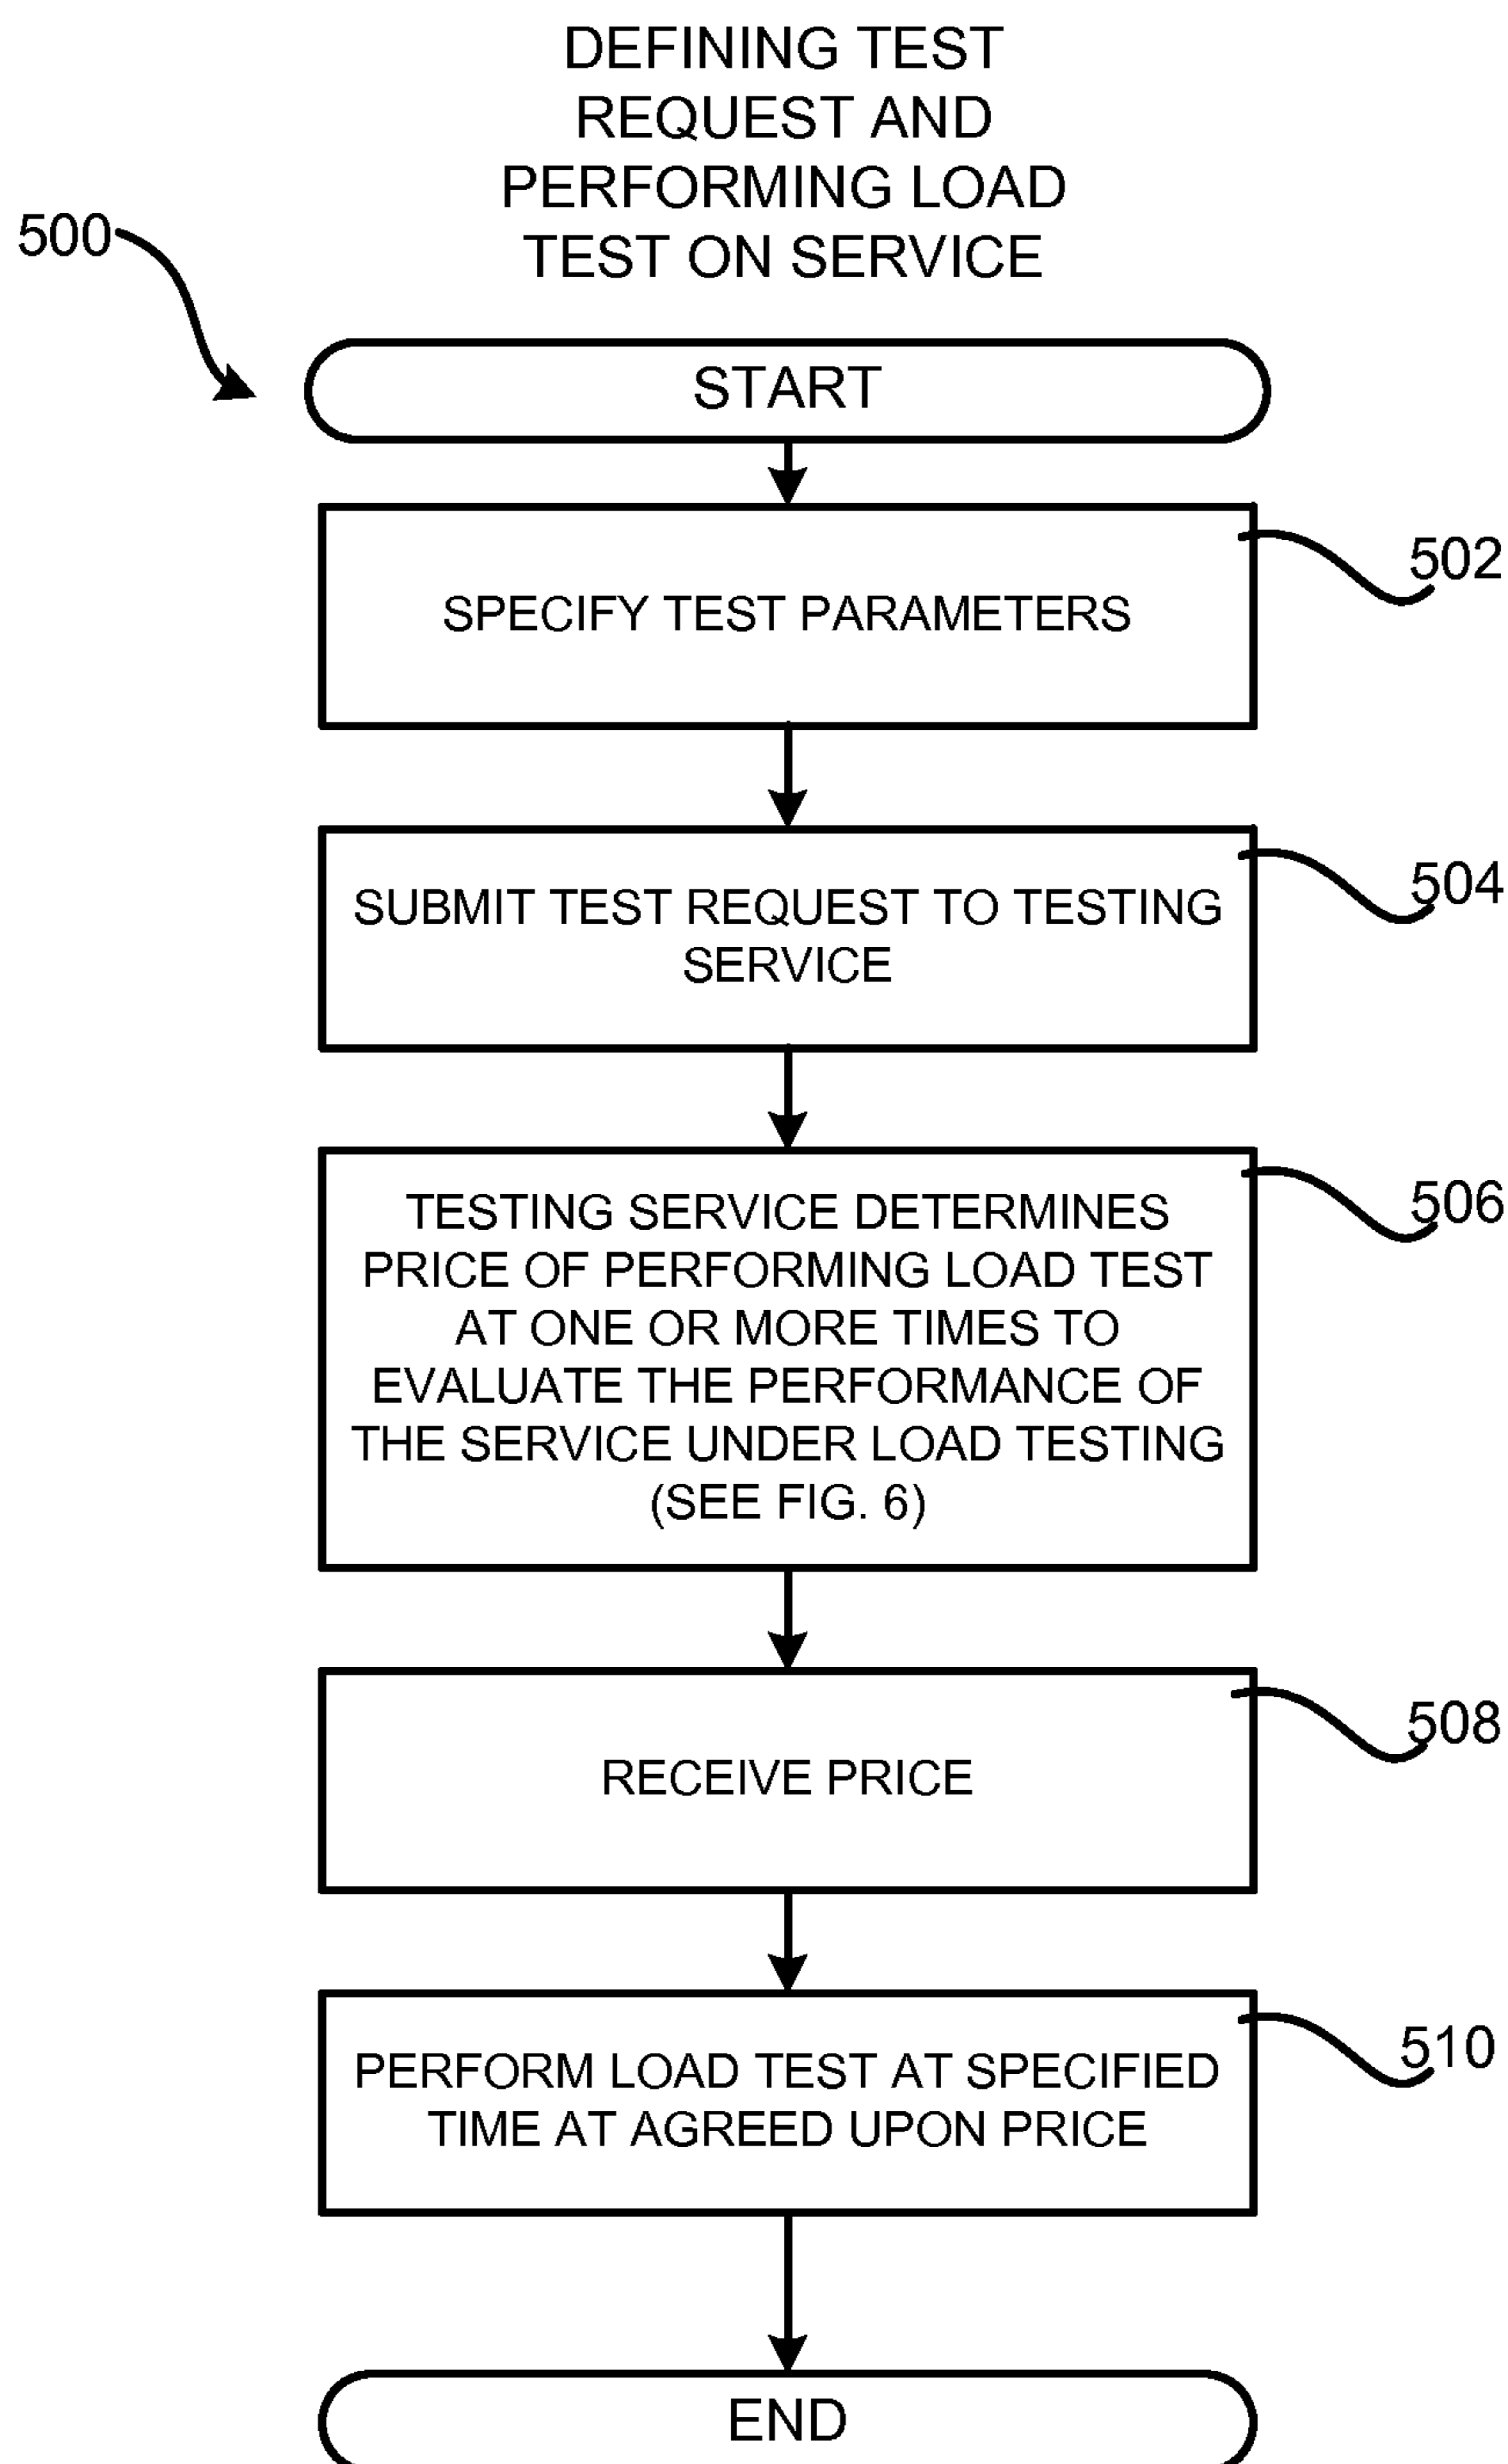 DEFINING TEST
REQUEST AND
PERFORMING LOAD
TEST ON SERVICE
500
START
SPECIFY TEST PARAMETERS
502
SUBMIT TEST REQUEST TO TESTING
SERVICE
504
TESTING SERVICE DETERMINES
PRICE OF PERFORMING LOAD TEST
AT ONE OR MORE TIMES TO
EVALUATE THE PERFORMANCE OF
THE SERVICE UNDER LOAD TESTING
(SEE FIG. 6)
506
RECEIVE PRICE
508
PERFORM LOAD TEST AT SPECIFIED
TIME AT AGREED UPON PRICE
510
END